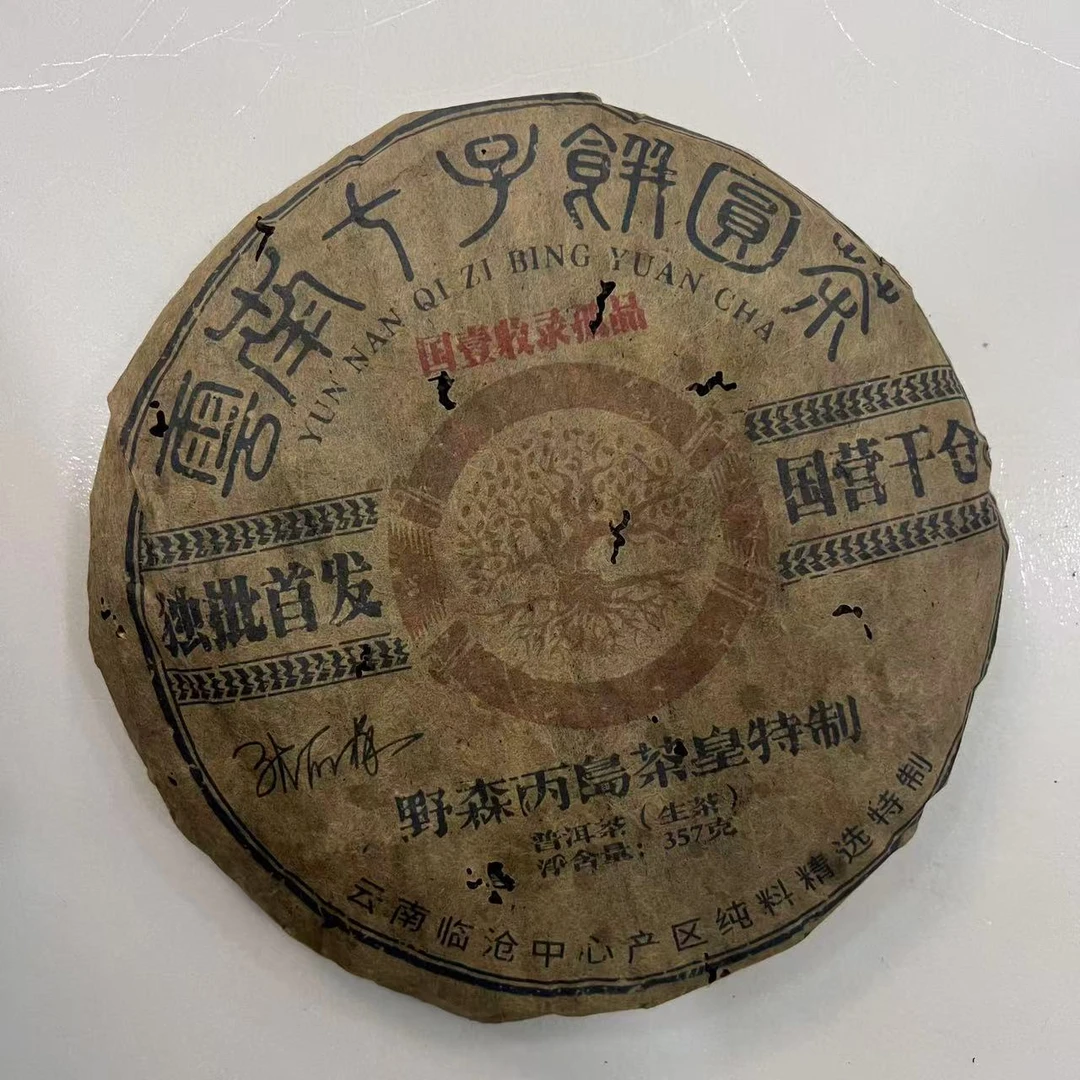 雲南七子餅圓茶
YUN NAN QI ZI BING YUAN CHA
国壹收录孤品
国营干仓
独批首发
野森丙島茶皇特制
普洱茶（生茶）
净含量：357克
云南临沧中心产区纯料精选特制